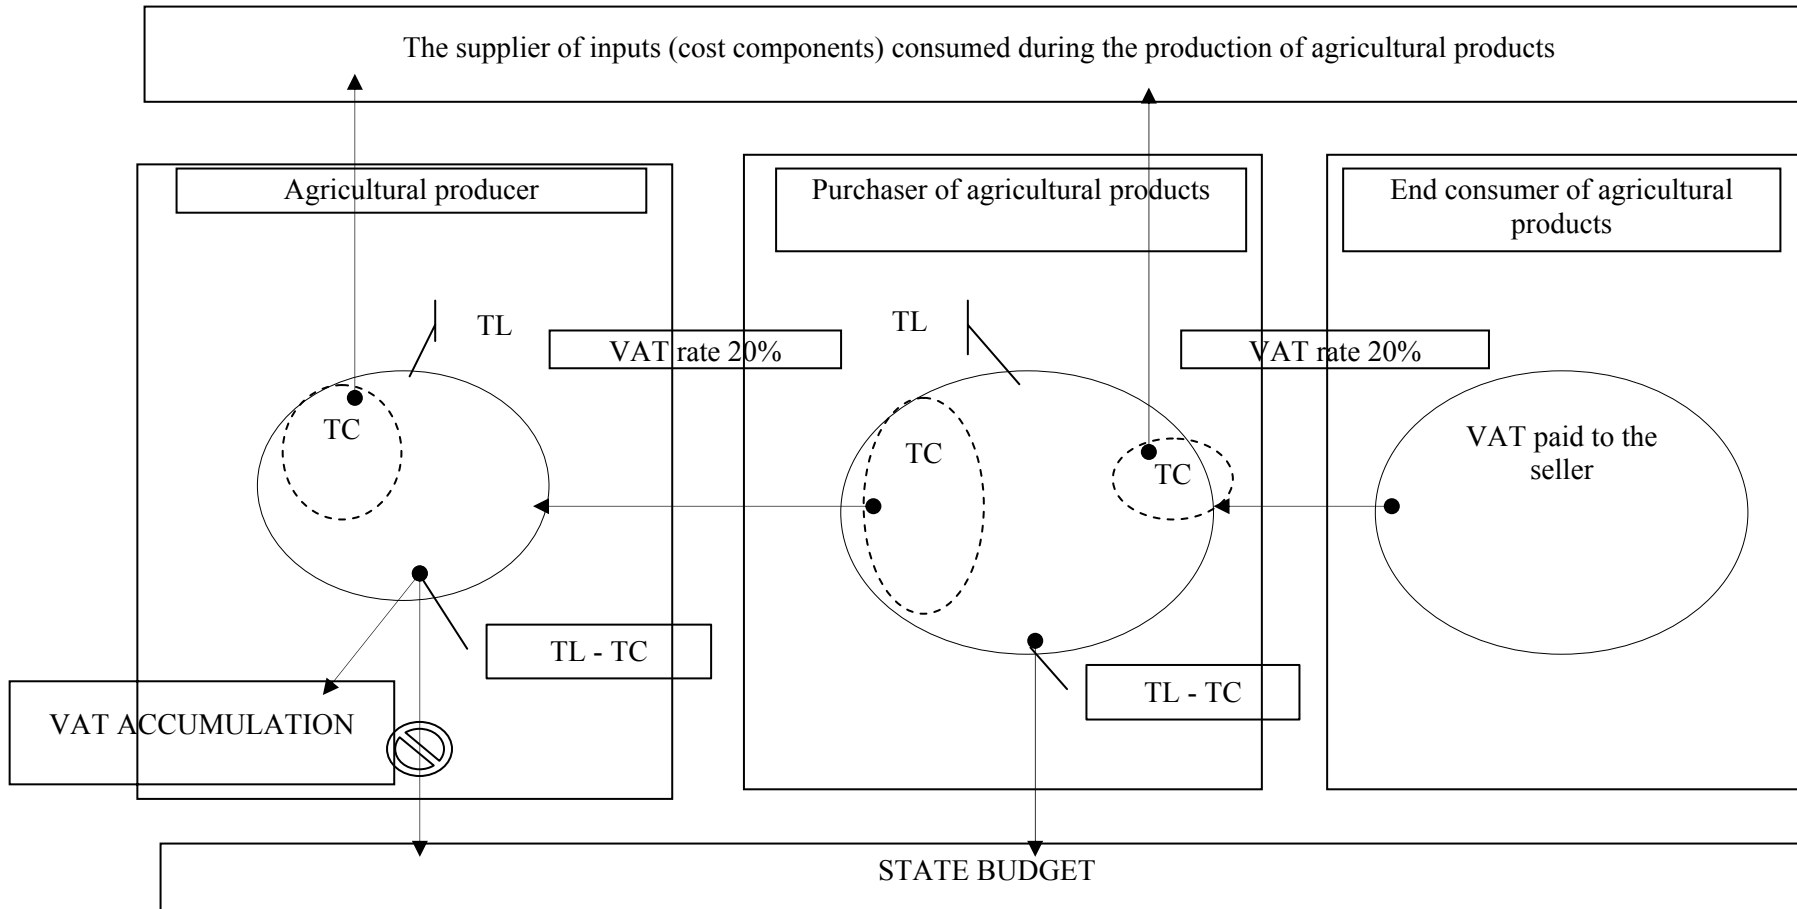 The supplier of inputs (cost components) consumed during the production of agricultural products
Agricultural producer
Purchaser of agricultural products
End consumer of agricultural
products
TL
VAT rate 20%
TL
VAT rate 20%
TC
TC
TC
VAT paid to the
seller
TL - TC
TL - TC
VAT ACCUMULATION
STATE BUDGET